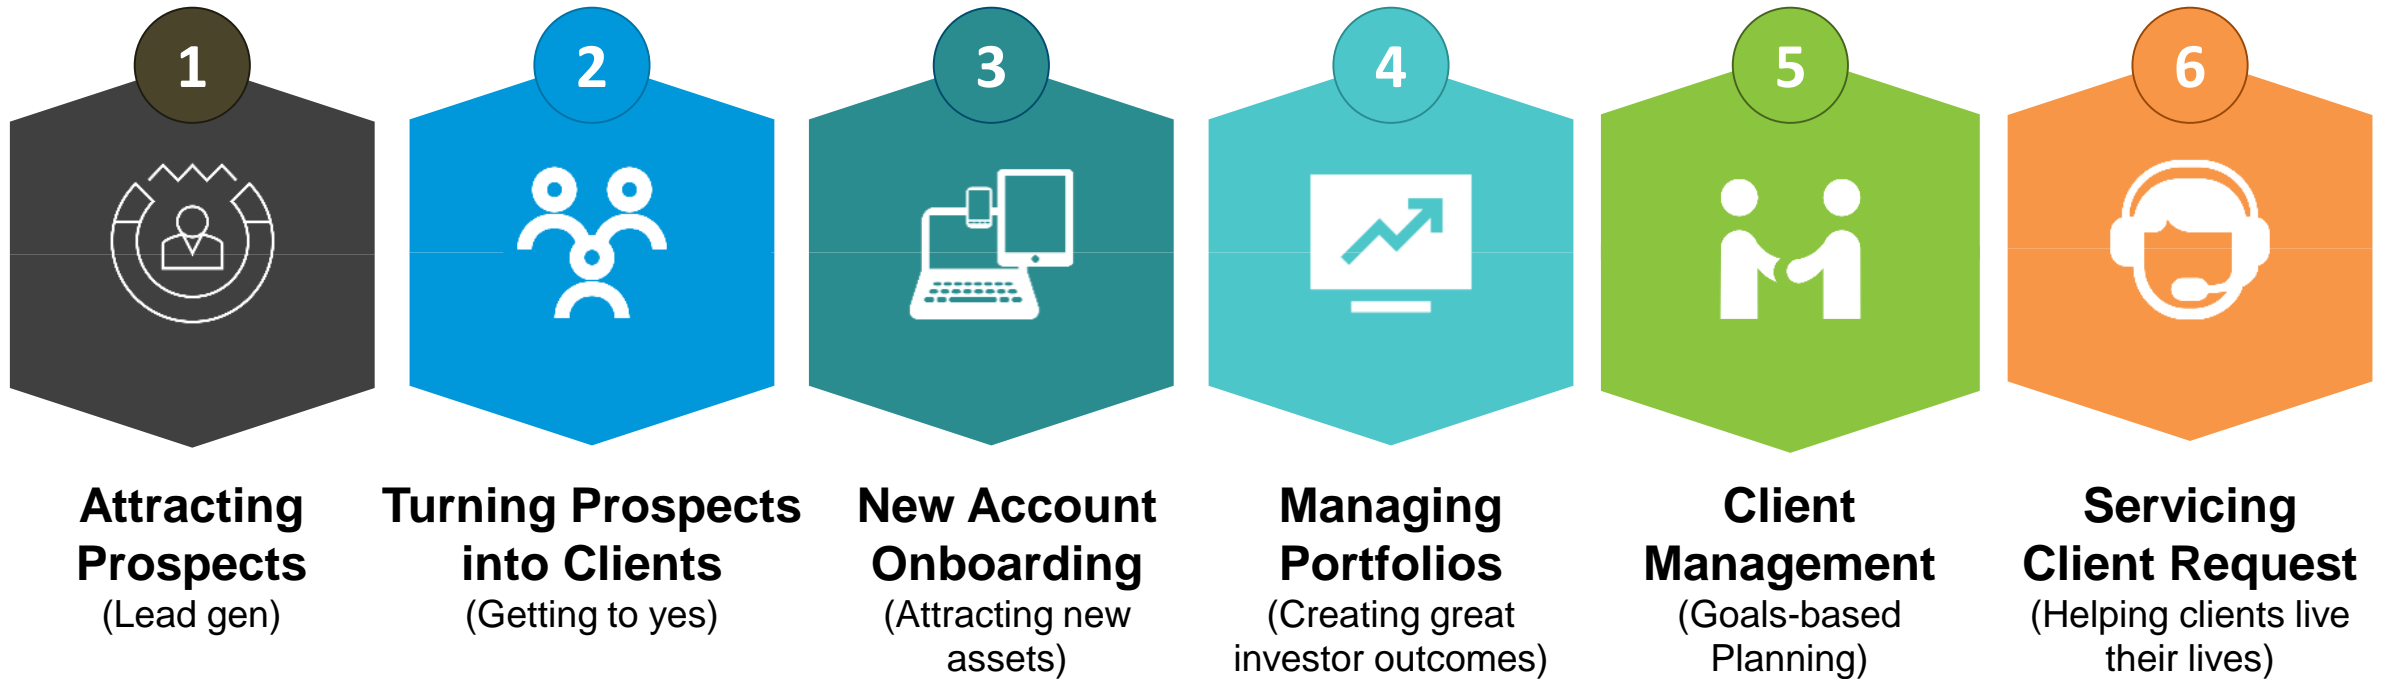 1
Attracting
Prospects
(Lead gen)
2
Turning Prospects
into Clients
(Getting to yes)
3
New Account
Onboarding
(Attracting new
assets)
4
Managing
Portfolios
(Creating great
investor outcomes)
5
Client
Management
(Goals-based
Planning)
6
Servicing
Client Request
(Helping clients live
their lives)